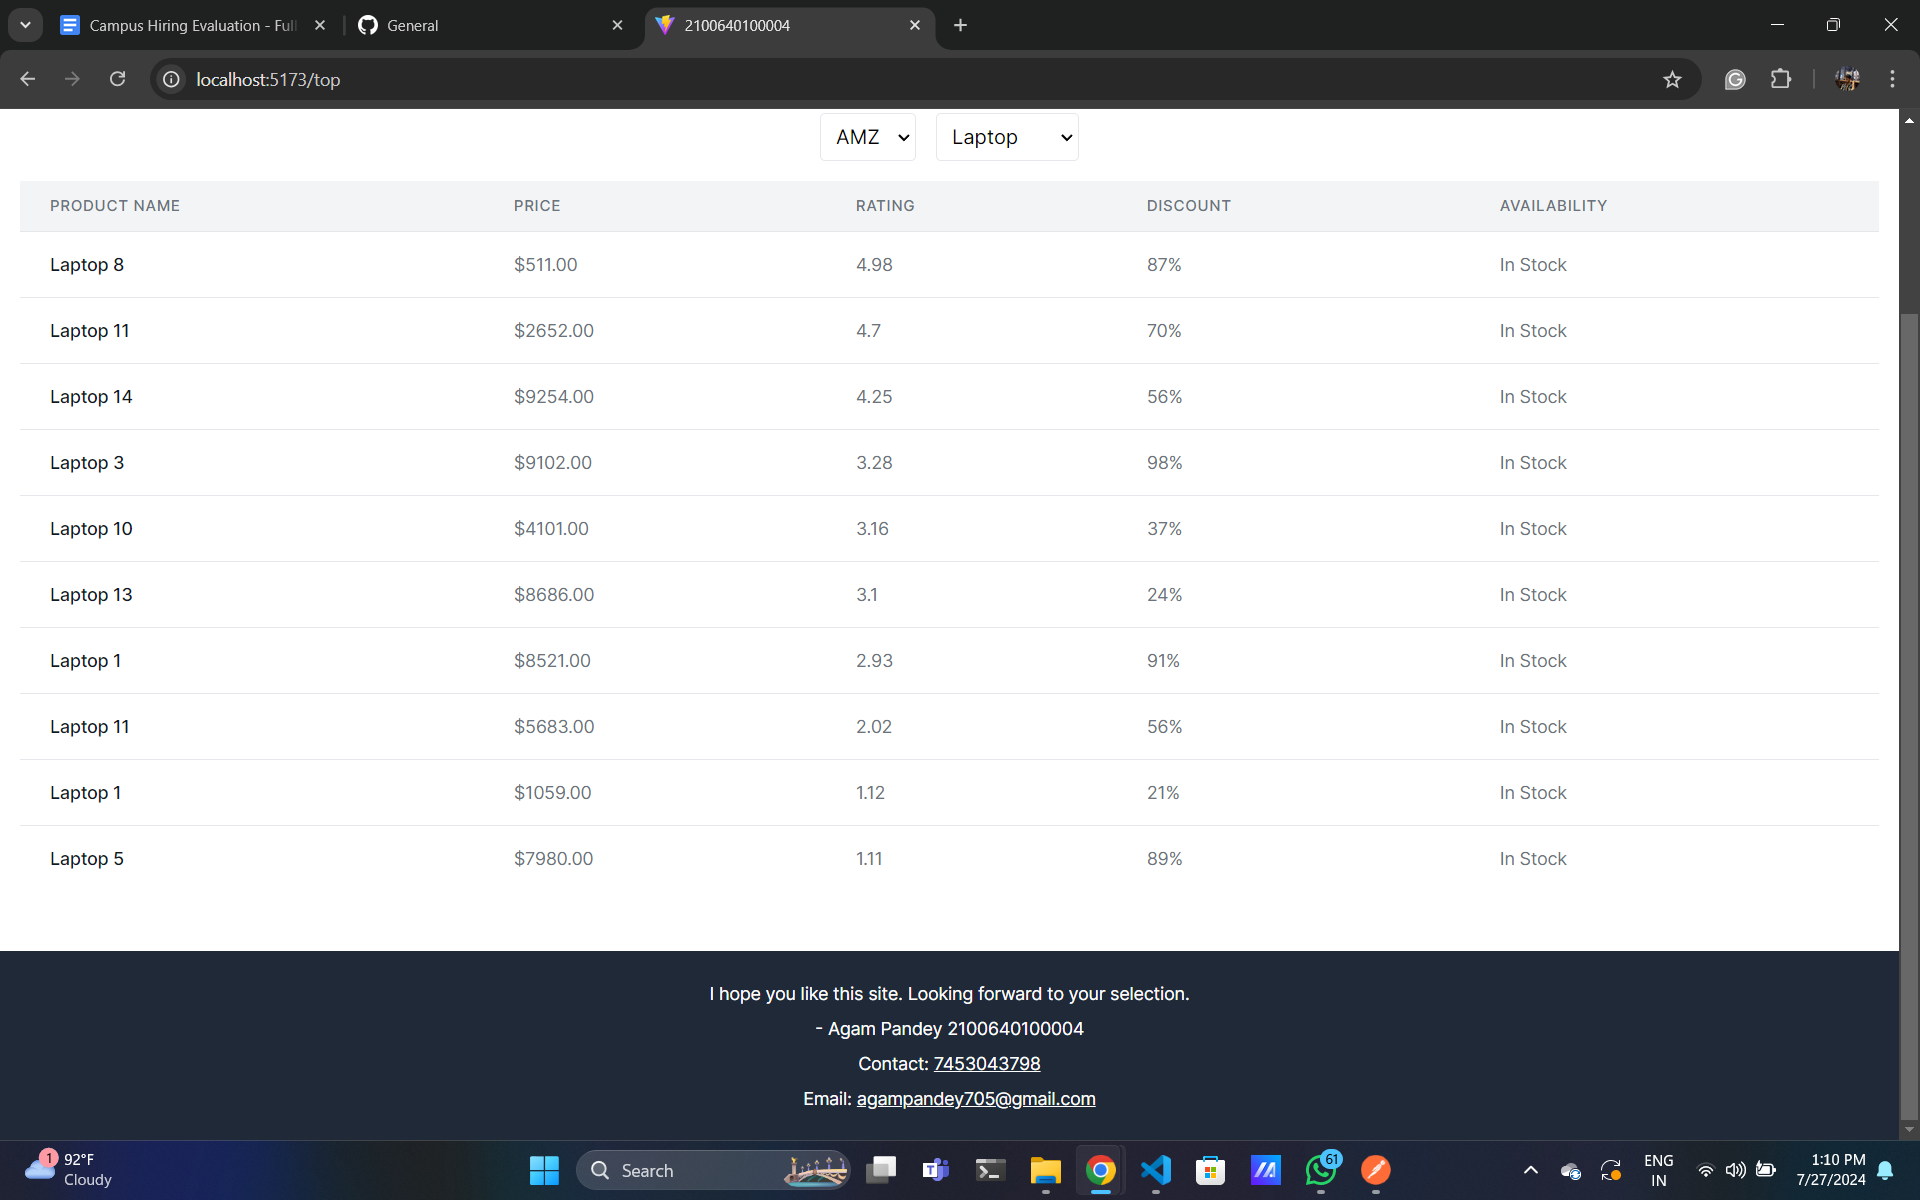 Campus Hiring Evaluation - Full
General
2100640100004
localhost:5173/top
AMZ Laptop
PRODUCT NAME PRICE RATING DISCOUNT AVAILABILITY
Laptop 8 $511.00 4.98 87% In Stock
Laptop 11 $2652.00 4.7 70% In Stock
Laptop 14 $9254.00 4.25 56% In Stock
Laptop 3 $9102.00 3.28 98% In Stock
Laptop 10 $4101.00 3.16 37% In Stock
Laptop 13 $8686.00 3.1 24% In Stock
Laptop 1 $8521.00 2.93 91% In Stock
Laptop 11 $5683.00 2.02 56% In Stock
Laptop 1 $1059.00 1.12 21% In Stock
Laptop 5 $7980.00 1.11 89% In Stock
I hope you like this site. Looking forward to your selection.
- Agam Pandey 2100640100004
Contact: 7453043798
Email: agampandey705@gmail.com
1 92°F
Cloudy
Search
61
ENG
IN
1:10 PM
7/27/2024